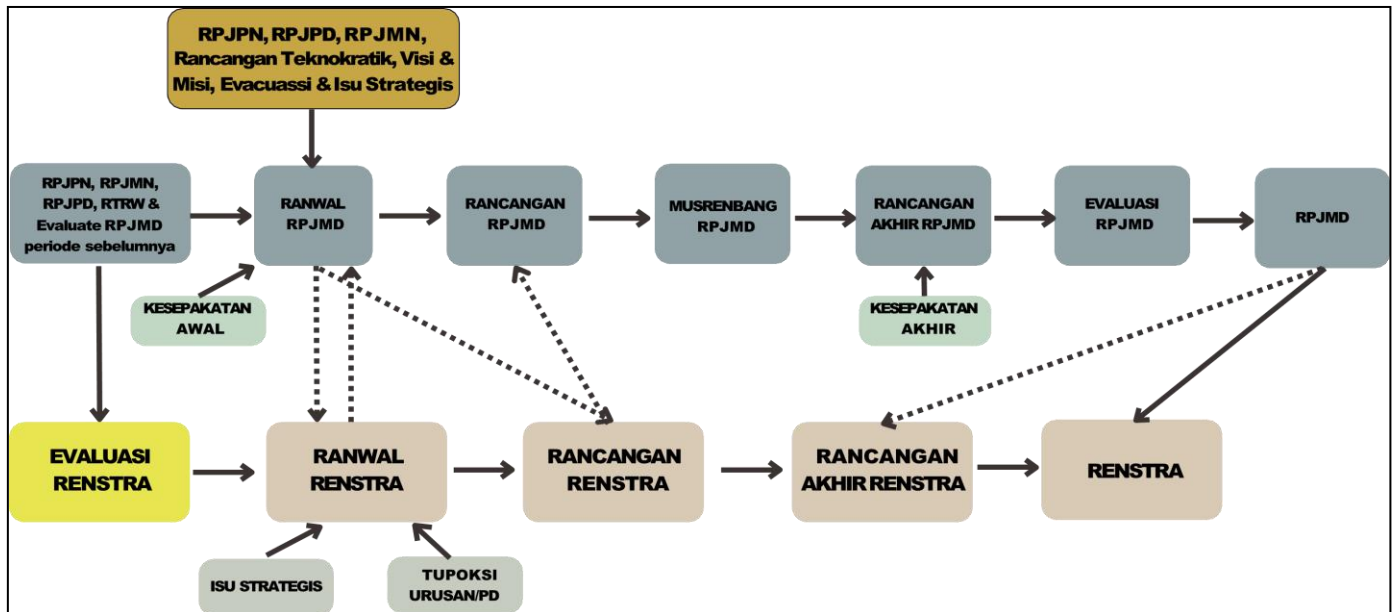 RPJPN, RPJPD, RPJMN,
Rancangan Teknokratik, Visi &
Misi, Evacuassi & Isu Strategis
RPJPN, RPJMN,
RPJPD, RTRW &
Evaluate RPJMD
periode sebelumnya
RANWAL
RPJMD
RANCANGAN
RPJMD
MUSRENBANG
RPJMD
RANCANGAN
AKHIR RPJMD
EVALUASI
RPJMD
RPJMD
KESEPAKATAN
AWAL
KESEPAKATAN
AKHIR
EVALUASI
RENSTRA
RANWAL
RENSTRA
RANCANGAN
RENSTRA
RANCANGAN
AKHIR RENSTRA
RENSTRA
ISU STRATEGIS
TUPOKSI
URUSAN/PD